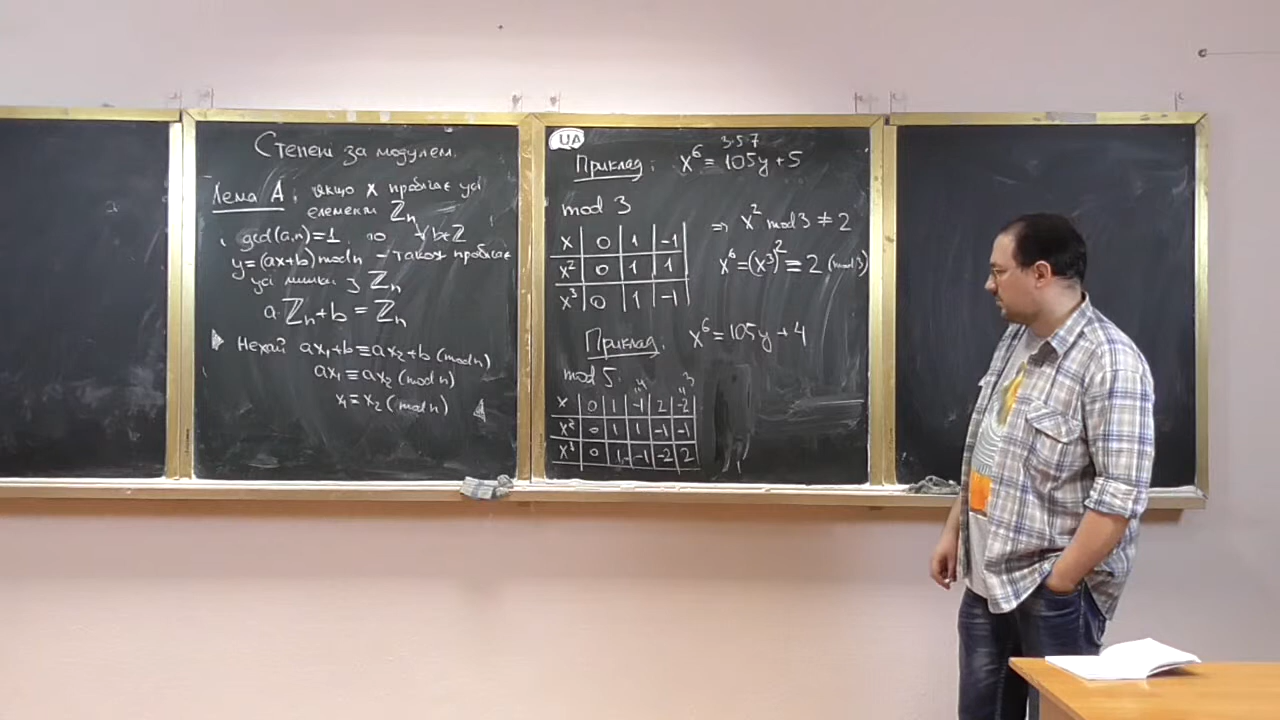 Степені за модулем.
Лема А: якщо x пробігає усі
елементи ℤₙ
gcd(a,n)=1, то ∀ b∈ℤ
y=(ax+b) mod n – також пробігає
усі лишки з ℤₙ
a·ℤₙ+b=ℤₙ
Нехай ax₁+b≡ax₂+b (mod n)
ax₁≡ax₂ (mod n)
x₁≡x₂ (mod n)
UA
3·5·7
Приклад: x⁶=105y+5
mod 3
x | 0 | 1 | -1
x² | 0 | 1 | 1
x³ | 0 | 1 | -1
⇒ x² mod 3 ≠ 2
x⁶=(x³)²≡2 (mod 3)
Приклад. x⁶=105y+4
mod 5.
4 3
x | 0 | 1 | -1 | 2 | -2
x² | 0 | 1 | 1 | -1 | -1
x³ | 0 | 1 | -1 | -2 | 2